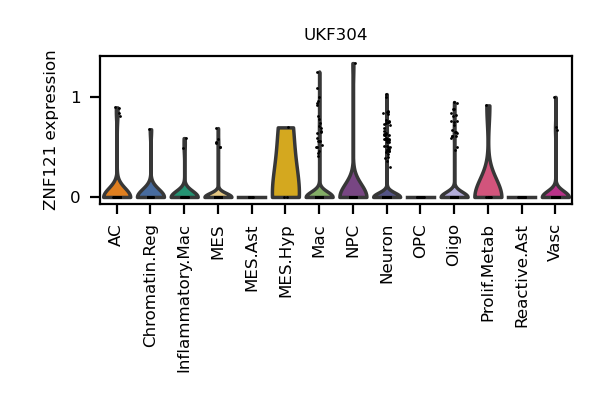 UKF304
ZNF121 expression
1
0
AC
Chromatin.Reg
Inflammatory.Mac
MES
MES.Ast
MES.Hyp
Mac
NPC
Neuron
OPC
Oligo
Prolif.Metab
Reactive.Ast
Vasc